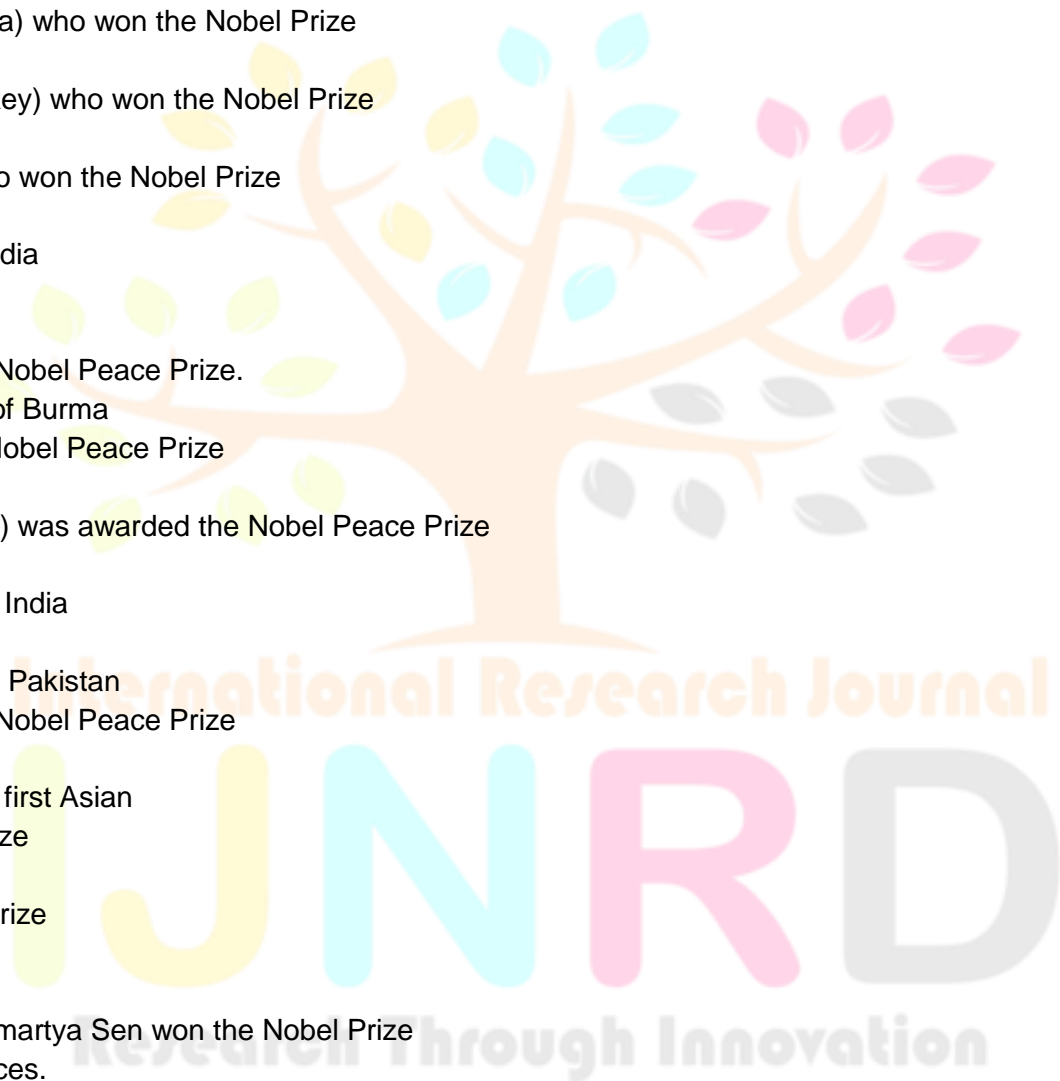 a) who won the Nobel Prize
ey) who won the Nobel Prize
o won the Nobel Prize
dia
Nobel Peace Prize.
of Burma
Nobel Peace Prize
) was awarded the Nobel Peace Prize
India
Pakistan
Nobel Peace Prize
first Asian
ze
rize
martya Sen won the Nobel Prize
ces.
International Research Journal
IJNRD
Research Through Innovation